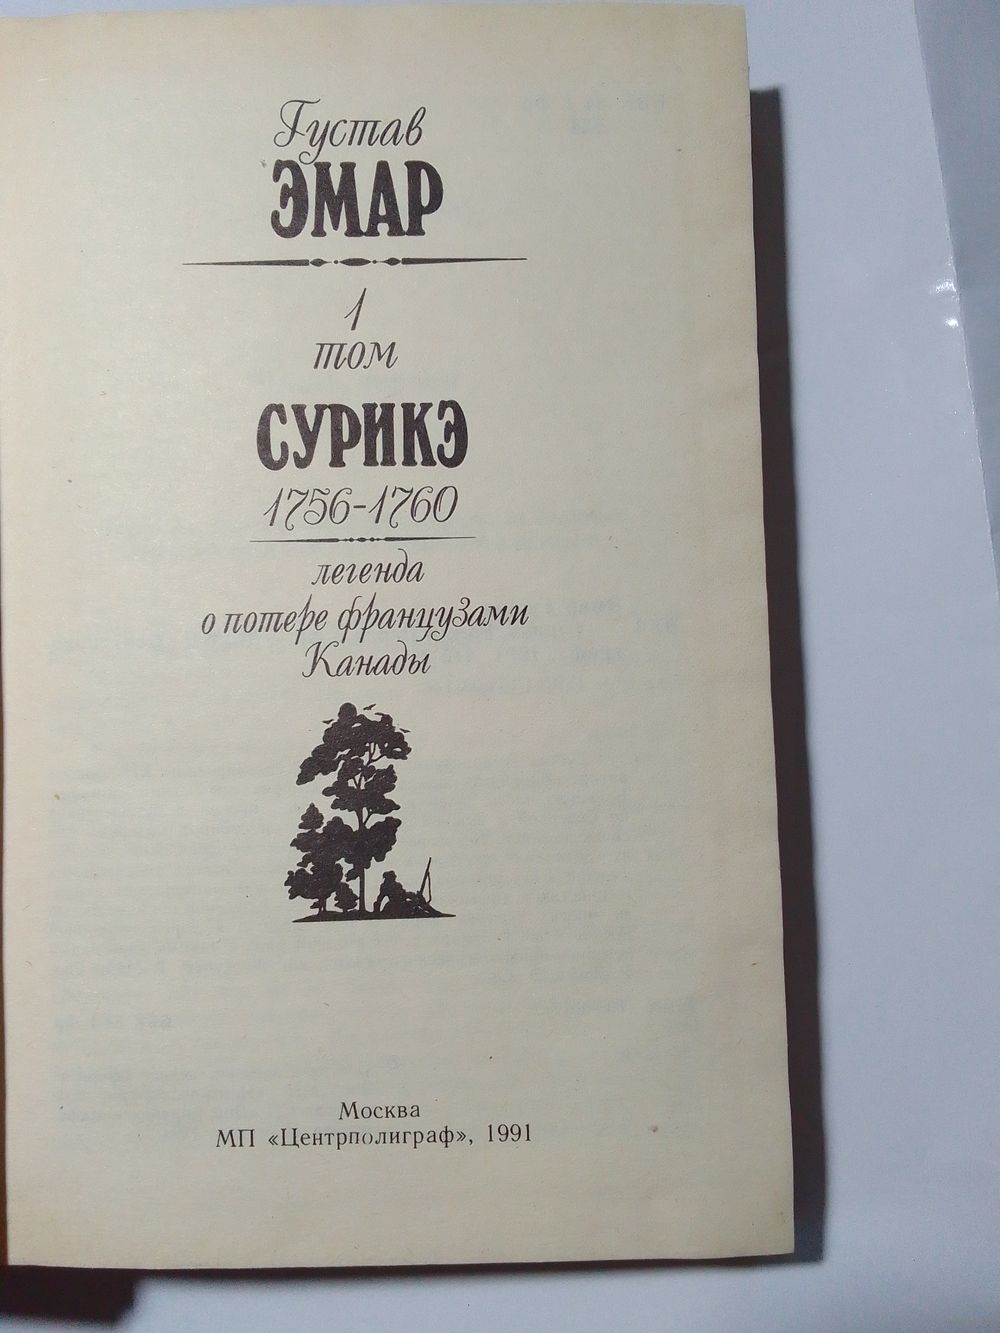 Густав
ЭМАР
1
том
СУРИКЭ
1756-1760
легенда
о потере французами
Канады
Москва
МП «Центрполиграф», 1991